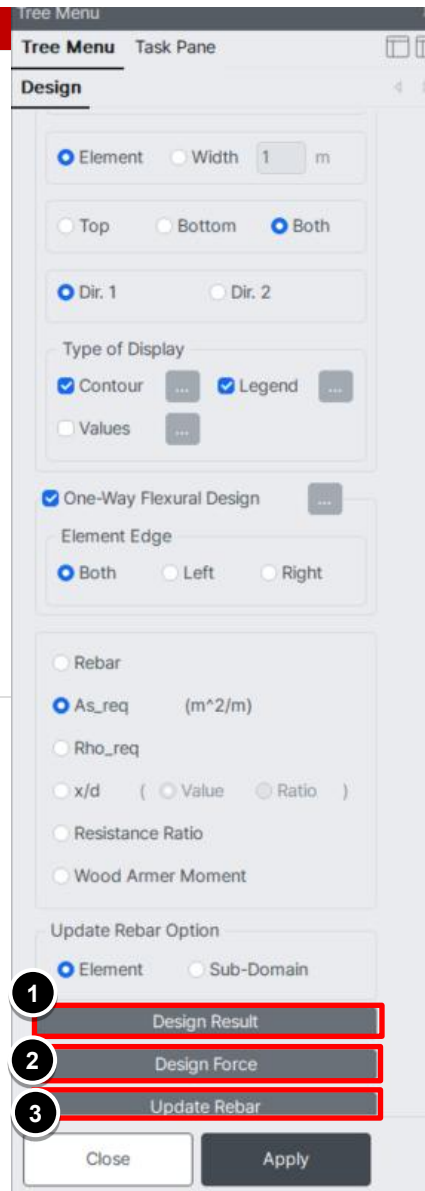 Tree Menu
Tree Menu Task Pane
Design
Element Width 1 m
Top Bottom Both
Dir. 1 Dir. 2
Type of Display
Contour ... Legend ...
Values ...
One-Way Flexural Design ...
Element Edge
Both Left Right
Rebar
As_req (m^2/m)
Rho_req
x/d ( Value Ratio )
Resistance Ratio
Wood Armer Moment
Update Rebar Option
Element Sub-Domain
1
Design Result
2 Design Force
3 Update Rebar
Close Apply